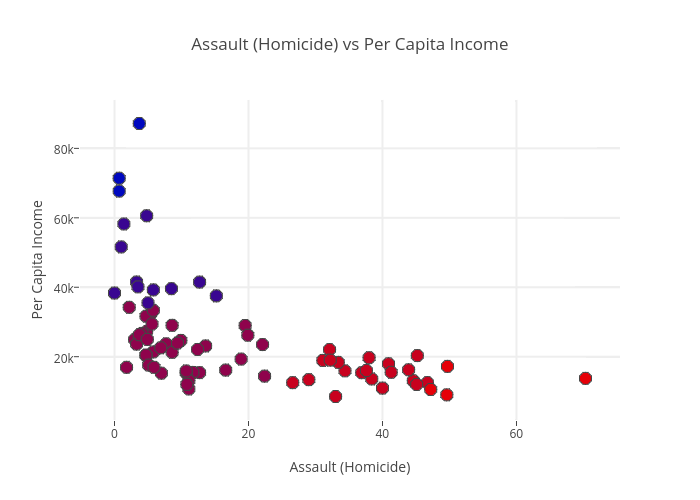 Assault (Homicide) vs Per Capita Income
80k
60k
40k
20k
Per Capita Income
0
20
40
60
Assault (Homicide)